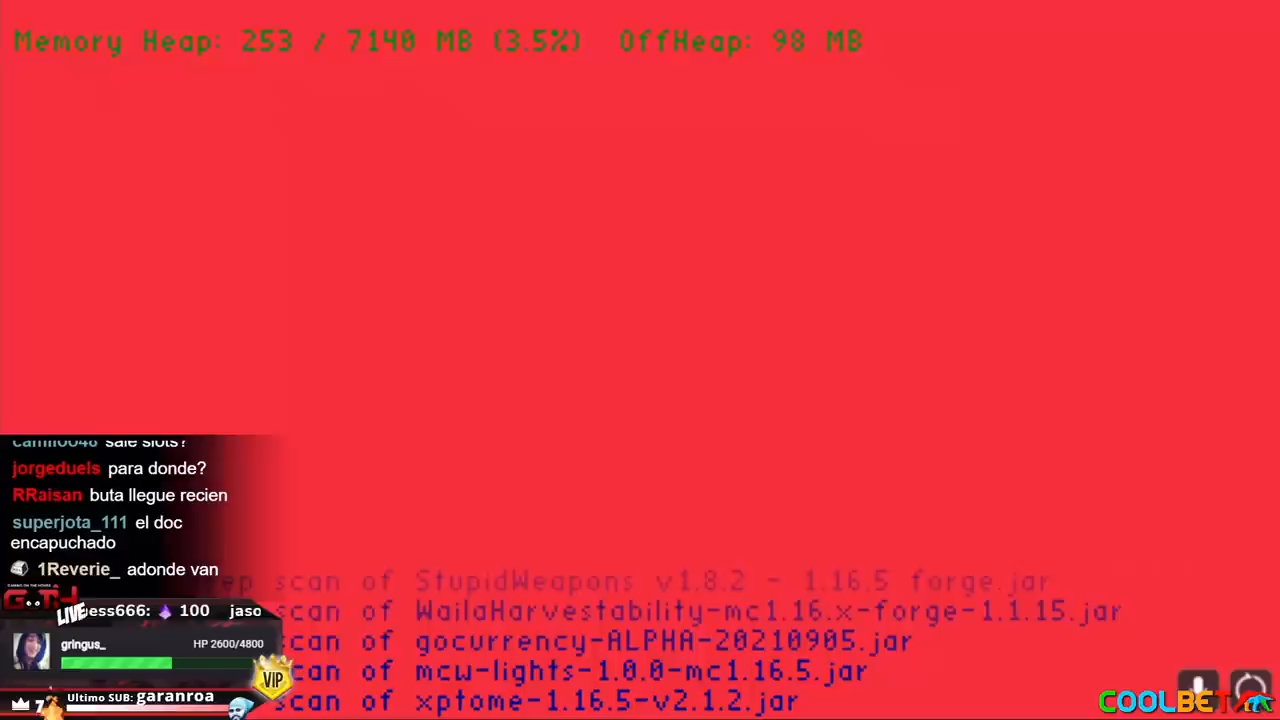 Memory Heap: 253 / 7140 MB (3.5%)  OffHeap: 98 MB
camilo048 sale slots?
jorgeduels para donde?
RRaisan buta llegue recien
superjota_111 el doc
encapuchado
1Reverie_ adonde van
ep scan of StupidWeapons v1.8.2 - 1.16.5 forge.jar
scan of WailaHarvestability-mc1.16.x-forge-1.1.15.jar
scan of gocurrency-ALPHA-20210905.jar
scan of mcw-lights-1.0.0-mc1.16.5.jar
scan of xptome-1.16.5-v2.1.2.jar
LIVE
uess666: 100 jaso
gringus_ HP 2600/4800
VIP
Ultimo SUB: garanroa
COOLBET